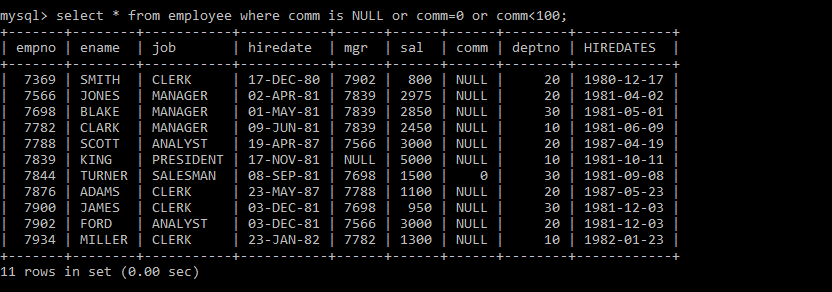 mysql> select * from employee where comm is NULL or comm=0 or comm<100;
+-------+--------+-----------+-----------+------+------+------+--------+------------+
| empno | ename | job | hiredate | mgr | sal | comm | deptno | HIREDATES |
+-------+--------+-----------+-----------+------+------+------+--------+------------+
| 7369 | SMITH | CLERK | 17-DEC-80 | 7902 | 800 | NULL | 20 | 1980-12-17 |
| 7566 | JONES | MANAGER | 02-APR-81 | 7839 | 2975 | NULL | 20 | 1981-04-02 |
| 7698 | BLAKE | MANAGER | 01-MAY-81 | 7839 | 2850 | NULL | 30 | 1981-05-01 |
| 7782 | CLARK | MANAGER | 09-JUN-81 | 7839 | 2450 | NULL | 10 | 1981-06-09 |
| 7788 | SCOTT | ANALYST | 19-APR-87 | 7566 | 3000 | NULL | 20 | 1987-04-19 |
| 7839 | KING | PRESIDENT | 17-NOV-81 | NULL | 5000 | NULL | 10 | 1981-10-11 |
| 7844 | TURNER | SALESMAN | 08-SEP-81 | 7698 | 1500 | 0 | 30 | 1981-09-08 |
| 7876 | ADAMS | CLERK | 23-MAY-87 | 7788 | 1100 | NULL | 20 | 1987-05-23 |
| 7900 | JAMES | CLERK | 03-DEC-81 | 7698 | 950 | NULL | 30 | 1981-12-03 |
| 7902 | FORD | ANALYST | 03-DEC-81 | 7566 | 3000 | NULL | 20 | 1981-12-03 |
| 7934 | MILLER | CLERK | 23-JAN-82 | 7782 | 1300 | NULL | 10 | 1982-01-23 |
+-------+--------+-----------+-----------+------+------+------+--------+------------+
11 rows in set (0.00 sec)